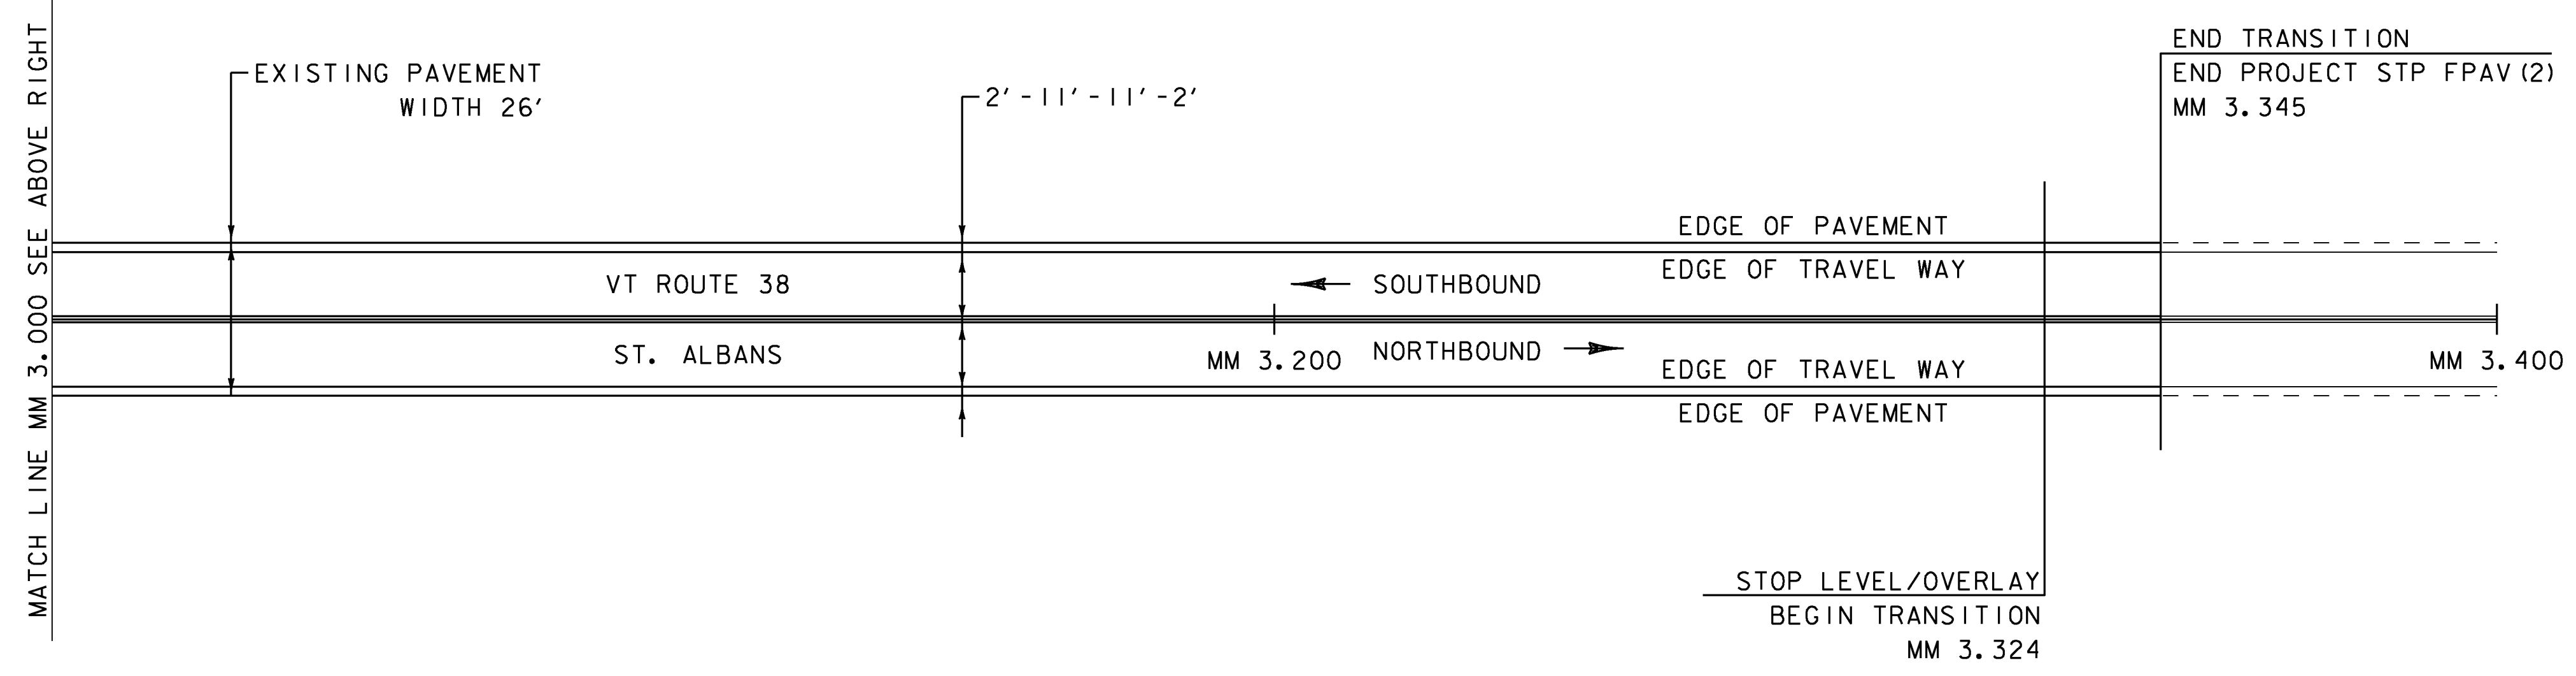 MATCH LINE MM 3.000 SEE ABOVE RIGHT
EXISTING PAVEMENT
WIDTH 26'
2'-11'-11'-2'
END TRANSITION
END PROJECT STP FPAV(2)
MM 3.345
EDGE OF PAVEMENT
EDGE OF TRAVEL WAY
VT ROUTE 38
SOUTHBOUND
ST. ALBANS
MM 3.200
NORTHBOUND
EDGE OF TRAVEL WAY
EDGE OF PAVEMENT
MM 3.400
STOP LEVEL/OVERLAY
BEGIN TRANSITION
MM 3.324